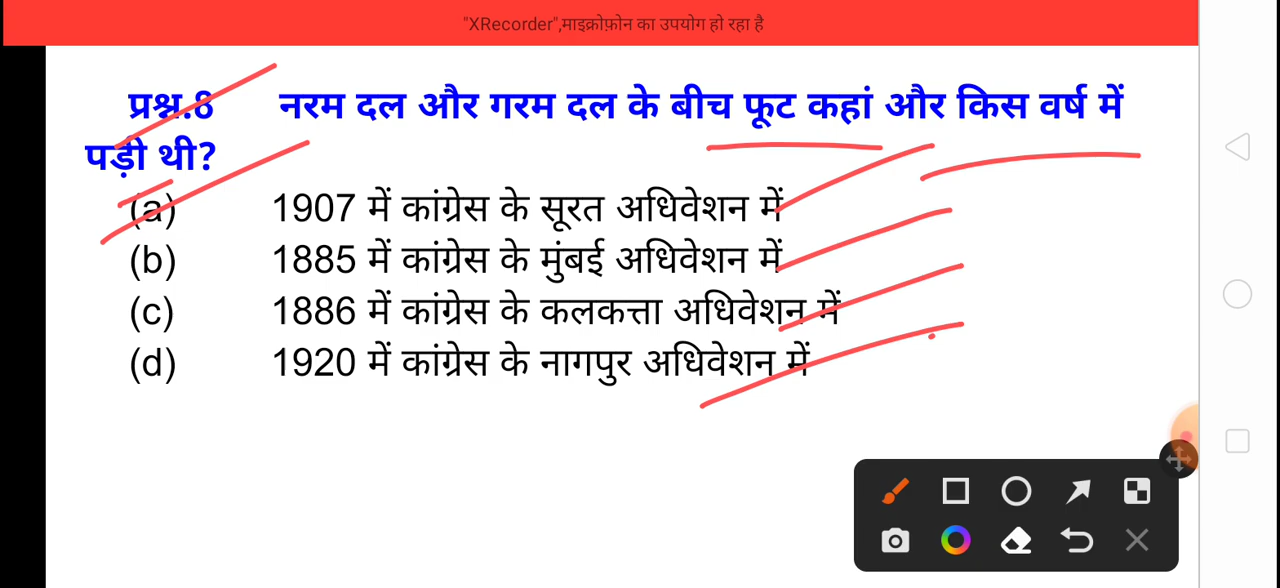 "XRecorder",माइक्रोफ़ोन का उपयोग हो रहा है
प्रश्न.8 नरम दल और गरम दल के बीच फूट कहां और किस वर्ष में
पड़ी थी?
(a) 1907 में कांग्रेस के सूरत अधिवेशन में
(b) 1885 में कांग्रेस के मुंबई अधिवेशन में
(c) 1886 में कांग्रेस के कलकत्ता अधिवेशन में
(d) 1920 में कांग्रेस के नागपुर अधिवेशन में